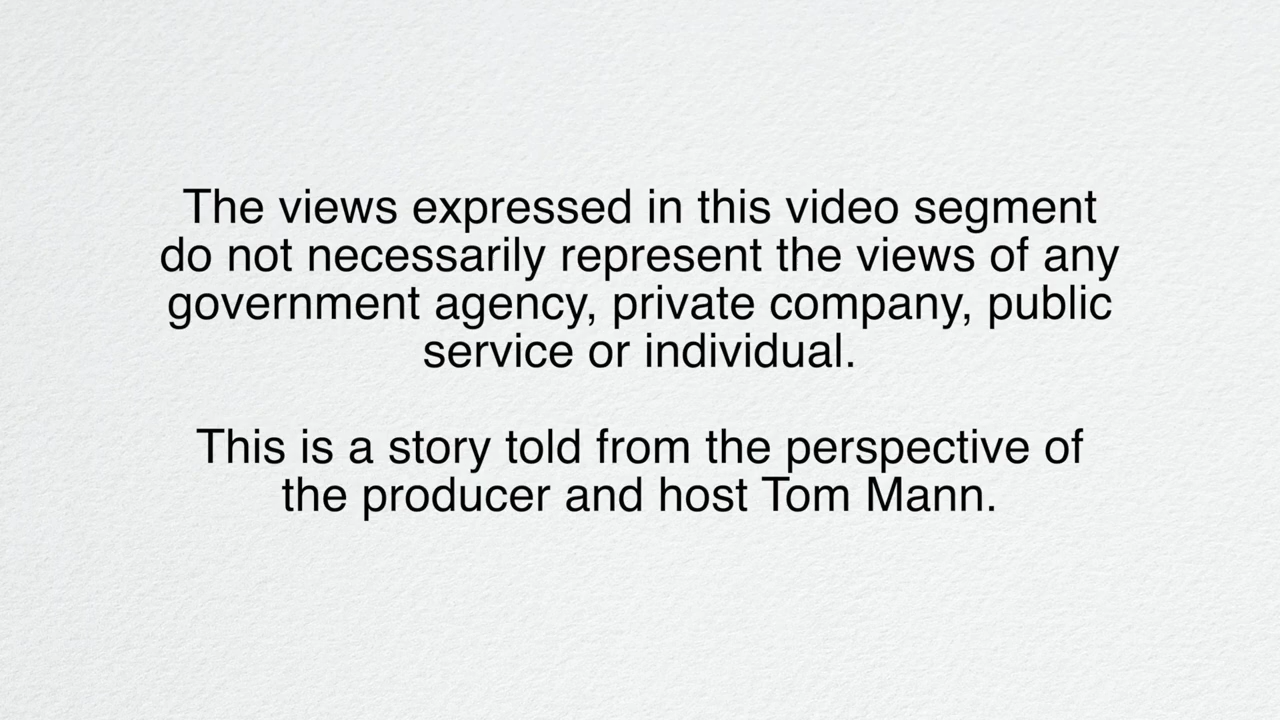 The views expressed in this video segment
do not necessarily represent the views of any
government agency, private company, public
service or individual.
This is a story told from the perspective of
the producer and host Tom Mann.